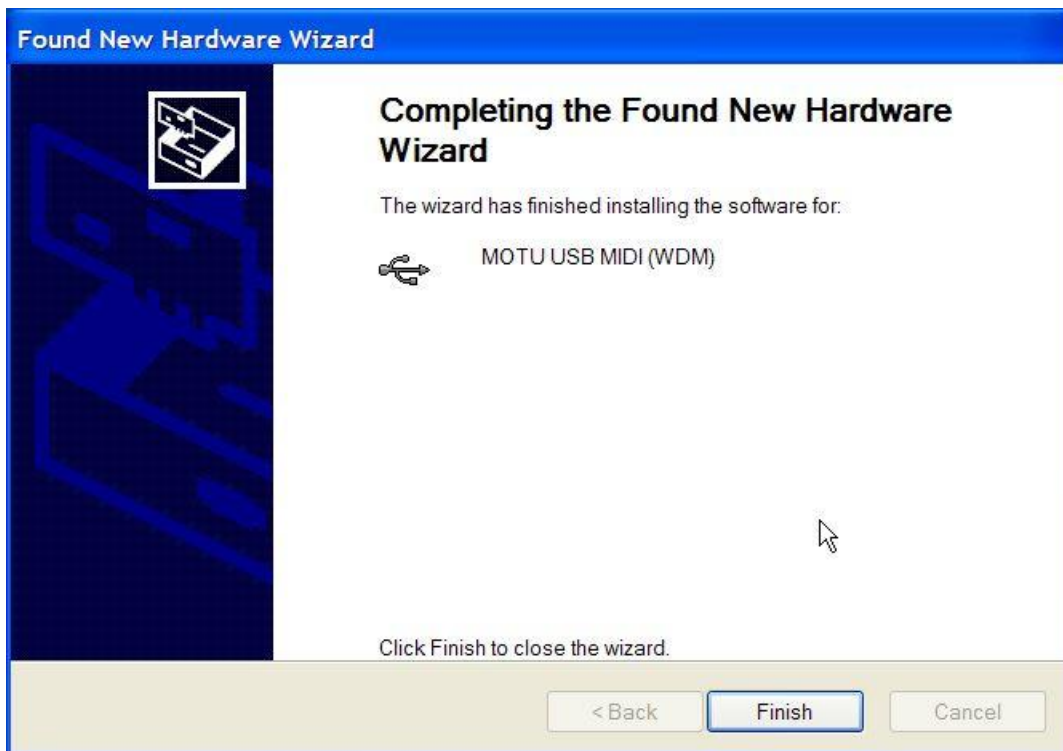 Found New Hardware Wizard
Completing the Found New Hardware
Wizard
The wizard has finished installing the software for:
MOTU USB MIDI (WDM)
Click Finish to close the wizard.
< Back
Finish
Cancel